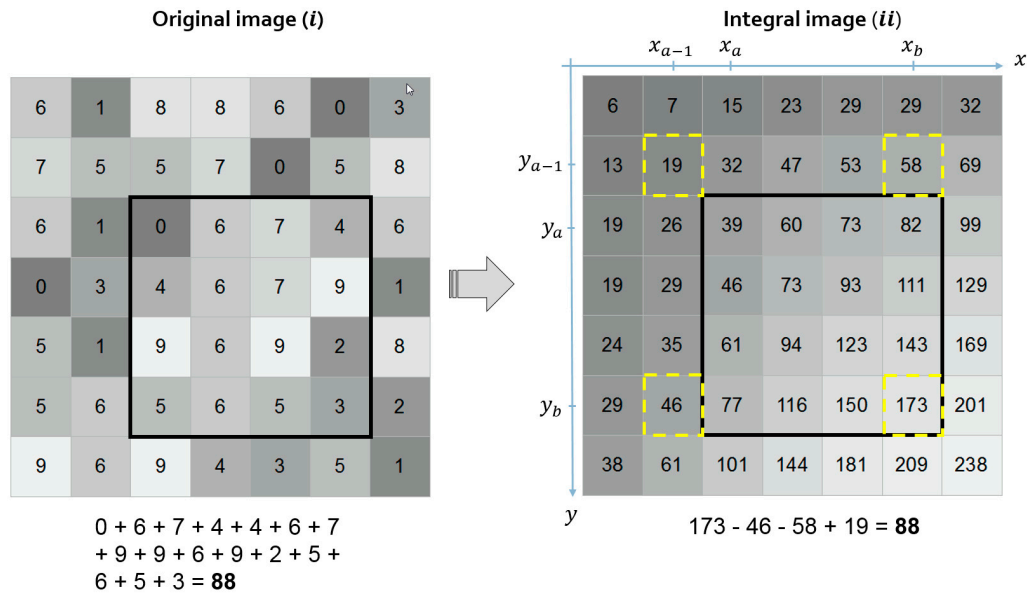 Original image (i)
6 1 8 8 6 0 3
7 5 5 7 0 5 8
6 1 0 6 7 4 6
0 3 4 6 7 9 1
5 1 9 6 9 2 8
5 6 5 6 5 3 2
9 6 9 4 3 5 1
0 + 6 + 7 + 4 + 4 + 6 + 7
+ 9 + 9 + 6 + 9 + 2 + 5 +
6 + 5 + 3 = 88
Integral image (ii)
x_{a−1} x_a x_b x
6 7 15 23 29 29 32
y_{a−1} 13 19 32 47 53 58 69
y_a 19 26 39 60 73 82 99
19 29 46 73 93 111 129
24 35 61 94 123 143 169
y_b 29 46 77 116 150 173 201
38 61 101 144 181 209 238
y
173 - 46 - 58 + 19 = 88